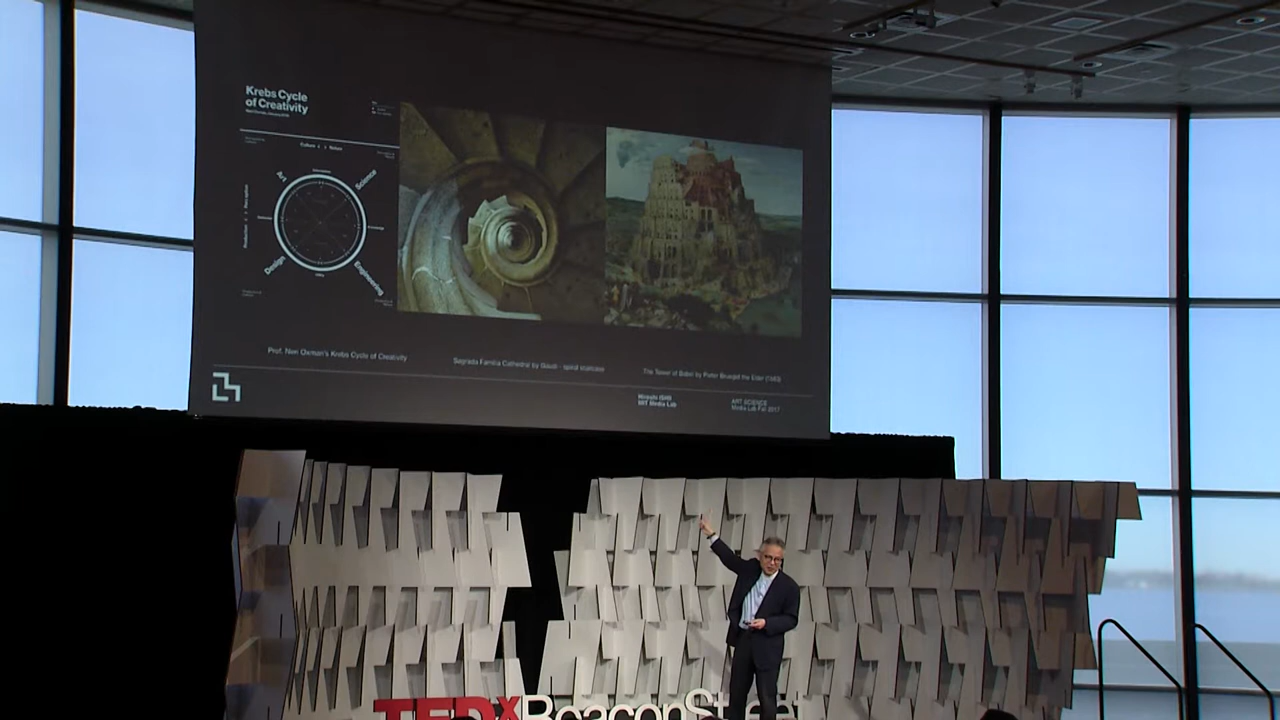 Krebs Cycle
of Creativity
Culture
Nature
Art
Science
Design
Engineering
Prof. Neri Oxman's Krebs Cycle of Creativity
Sagrada Familia Cathedral by Gaudi - spiral staircase
The Tower of Babel by Pieter Bruegel the Elder (1563)
Hiroshi ISHII
MIT Media Lab
ART SCIENCE
Media Lab Fall 2017
TEDxBeaconStreet